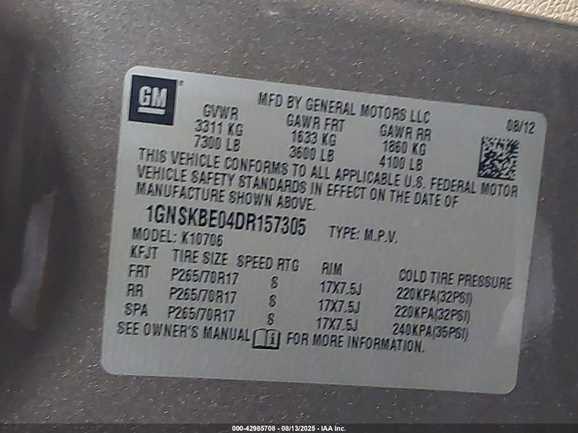 GM
MFD BY GENERAL MOTORS LLC
08/12
GVWR GAWR FRT GAWR RR
3311 KG 1633 KG 1860 KG
7300 LB 3600 LB 4100 LB
THIS VEHICLE CONFORMS TO ALL APPLICABLE U.S. FEDERAL MOTOR
VEHICLE SAFETY STANDARDS IN EFFECT ON THE DATE OF
MANUFACTURE SHOWN ABOVE.
1GNSKBE04DR157305 TYPE: M.P.V.
MODEL: K10706
KFJT TIRE SIZE SPEED RTG RIM COLD TIRE PRESSURE
FRT P265/70R17 S 17X7.5J 220KPA(32PSI)
RR P265/70R17 S 17X7.5J 220KPA(32PSI)
SPA P265/70R17 S 17X7.5J 240KPA(35PSI)
SEE OWNER'S MANUAL FOR MORE INFORMATION.
000-42985708 - 08/13/2025 - IAA Inc.